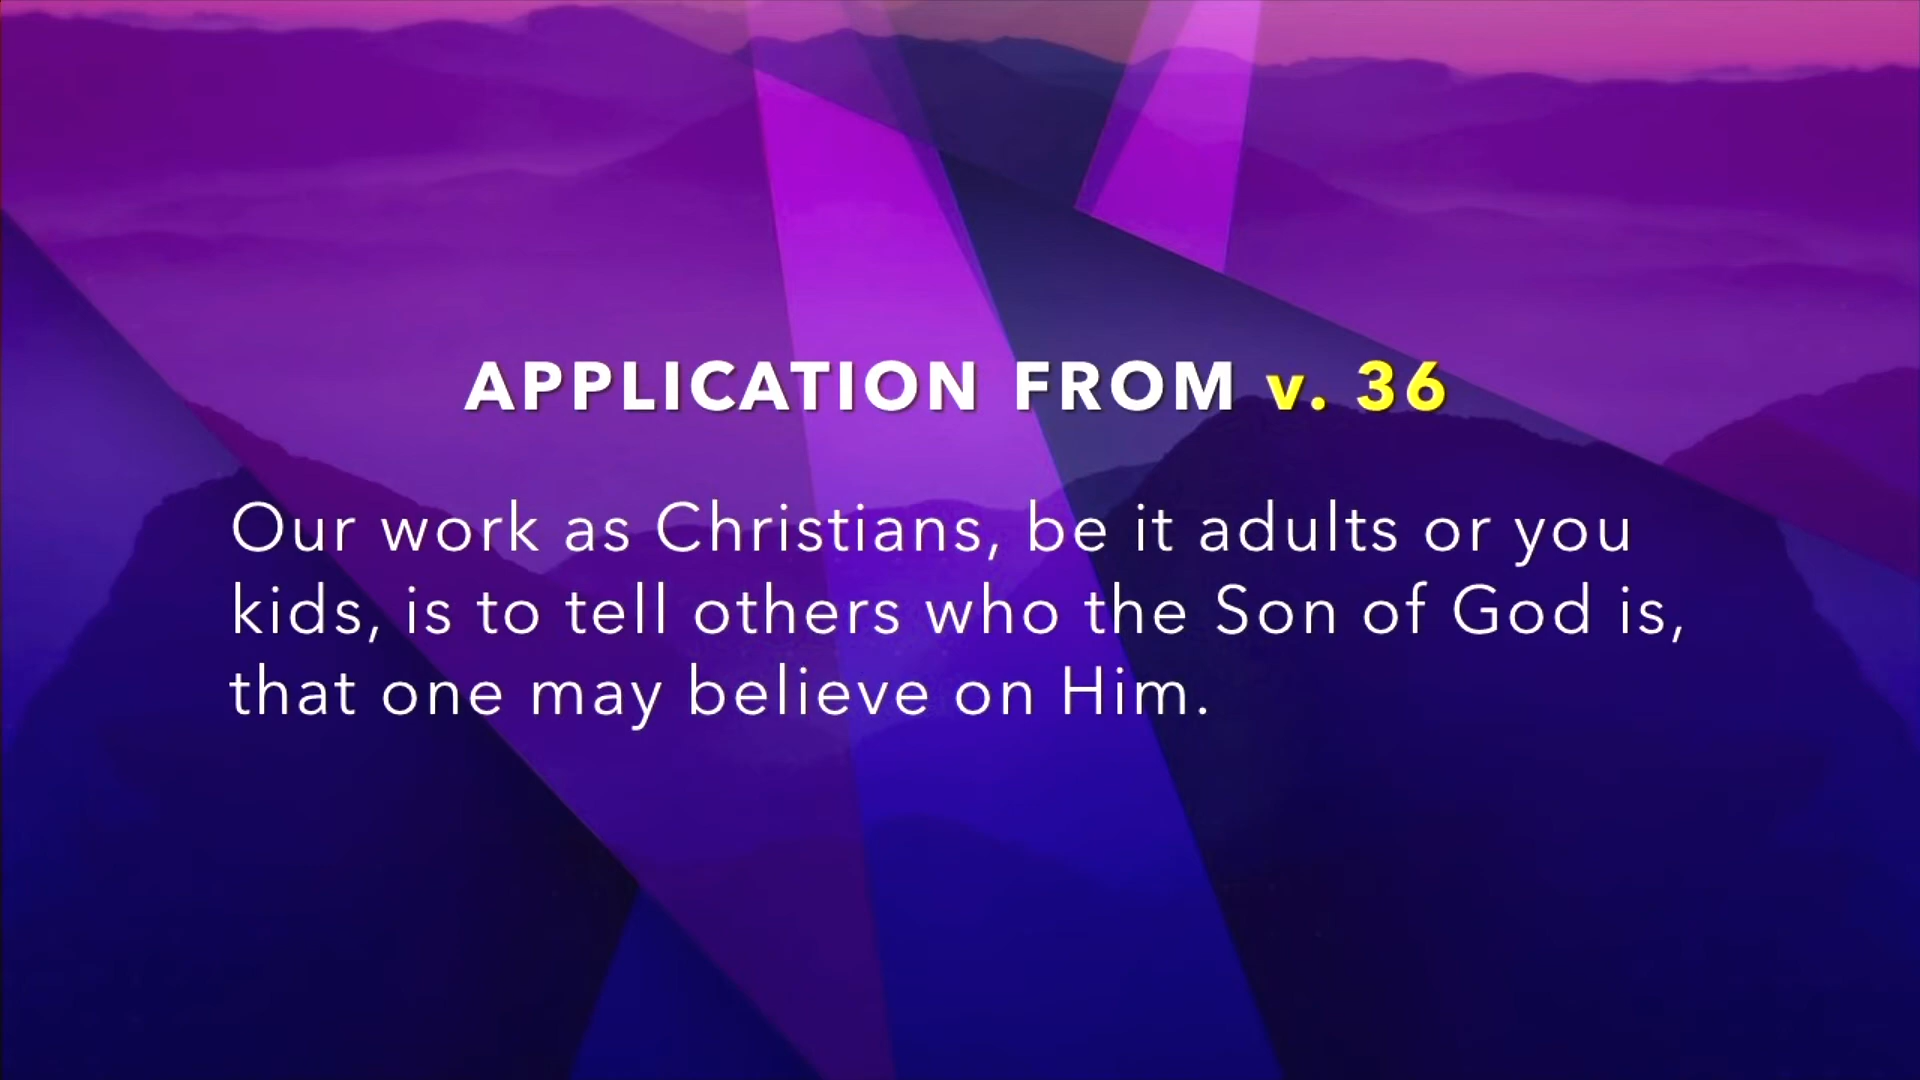 APPLICATION FROM v. 36
Our work as Christians, be it adults or you
kids, is to tell others who the Son of God is,
that one may believe on Him.